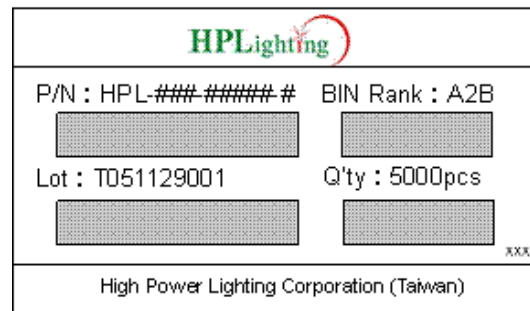 HPLighting
P/N : HPL-###-#####-# BIN Rank : A2B
Lot : T051129001 Q'ty : 5000pcs
xxx
High Power Lighting Corporation (Taiwan)